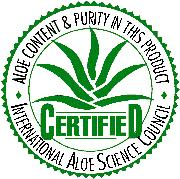 ALOE CONTENT & PURITY IN THIS PRODUCT
CERTIFIED
INTERNATIONAL ALOE SCIENCE COUNCIL